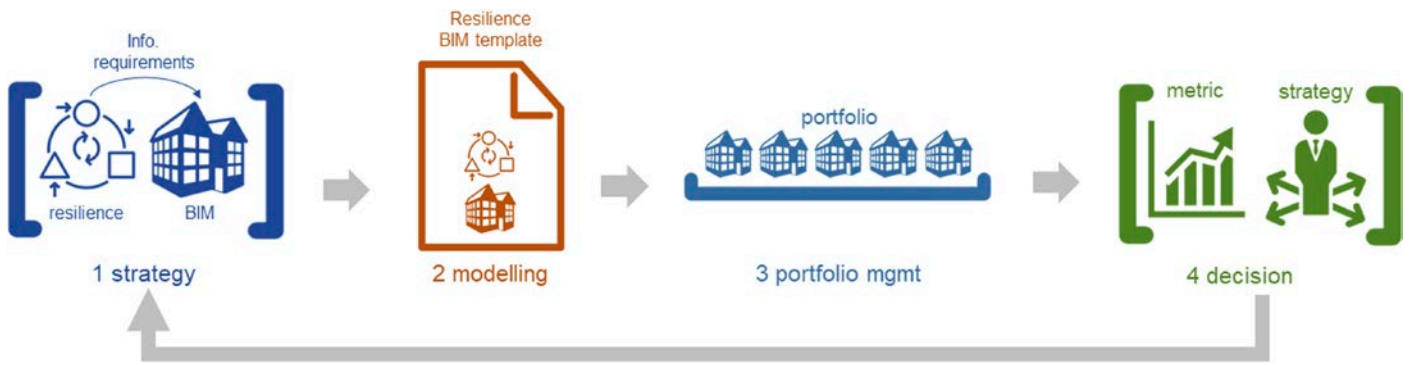 Info.
requirements
resilience
BIM
1 strategy
Resilience
BIM template
2 modelling
portfolio
3 portfolio mgmt
metric
strategy
4 decision